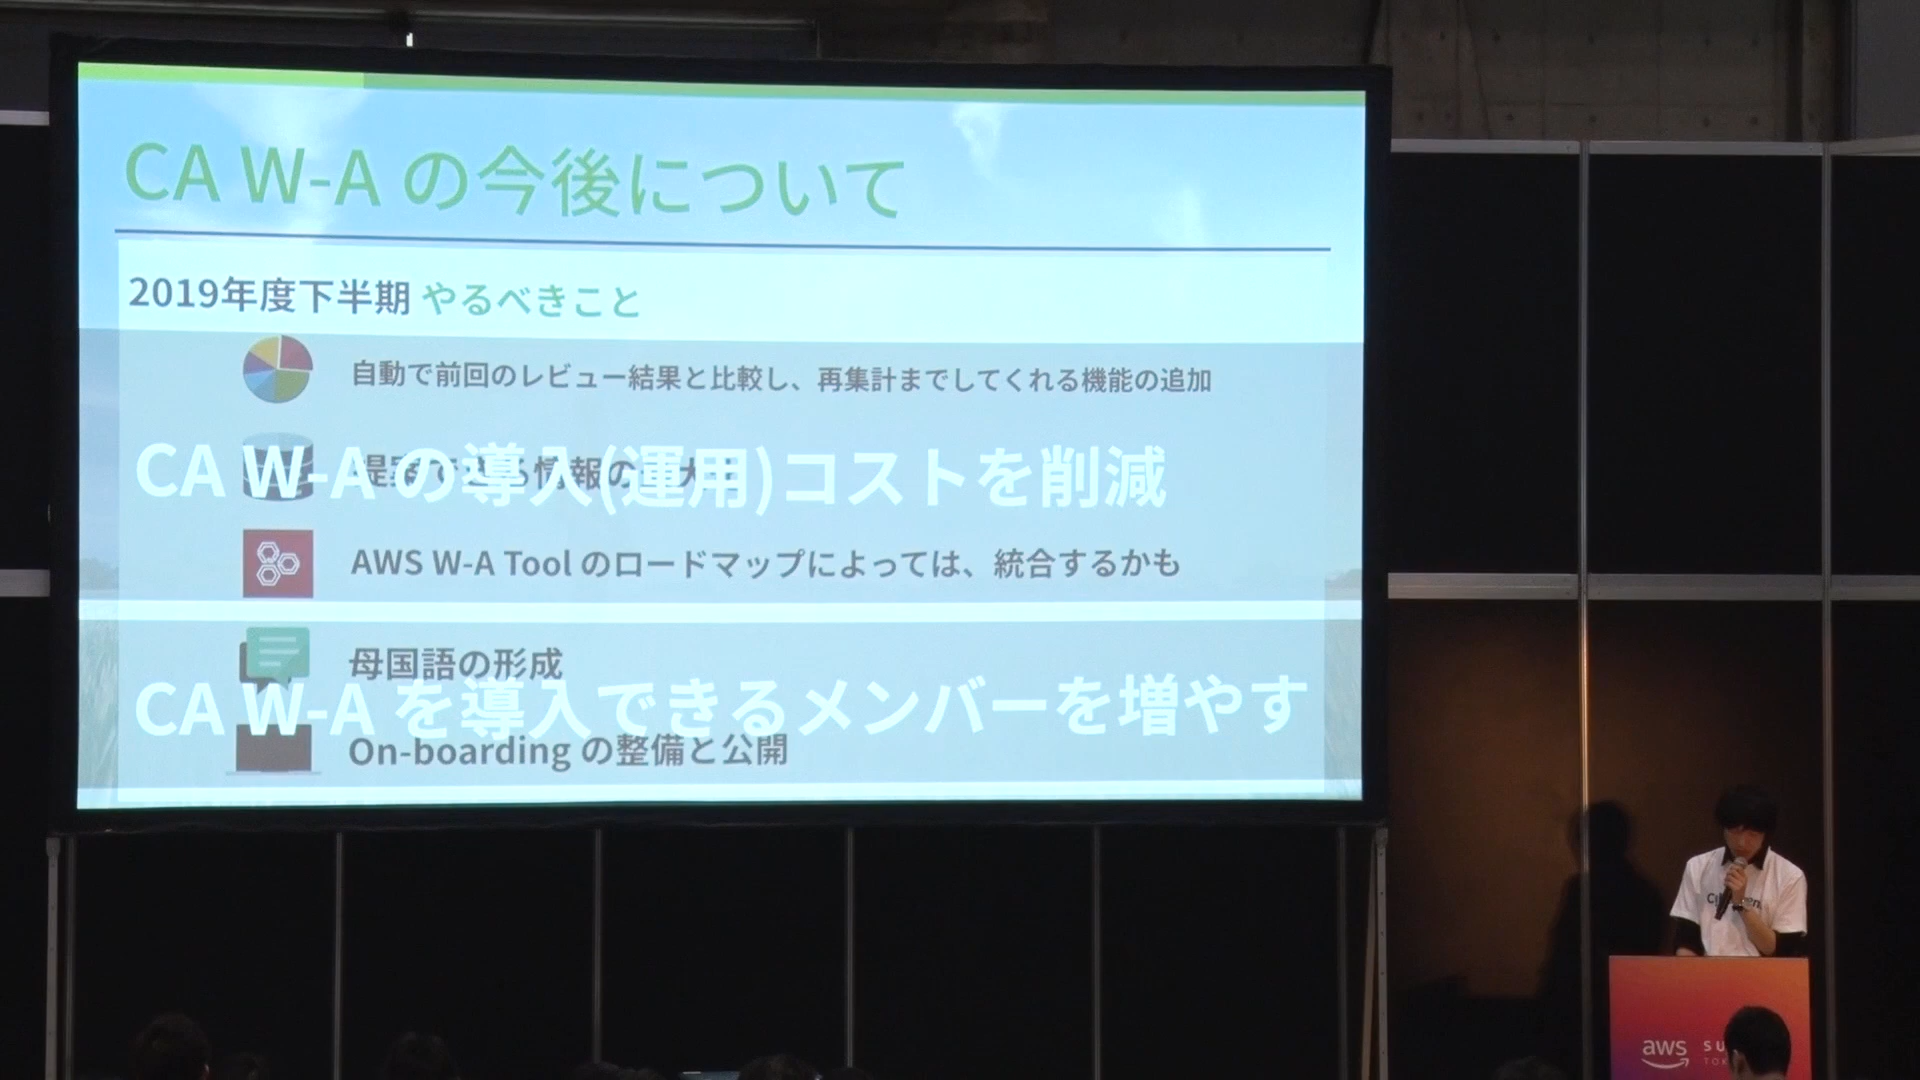 CA W-A の今後について
2019年度下半期 やるべきこと
自動で前回のレビュー結果と比較し、再集計までしてくれる機能の追加
CA W-A の導入(運用)コストを削減
AWS W-A Tool のロードマップによっては、統合するかも
母国語の形成
CA W-A を導入できるメンバーを増やす
On-boarding の整備と公開
aws